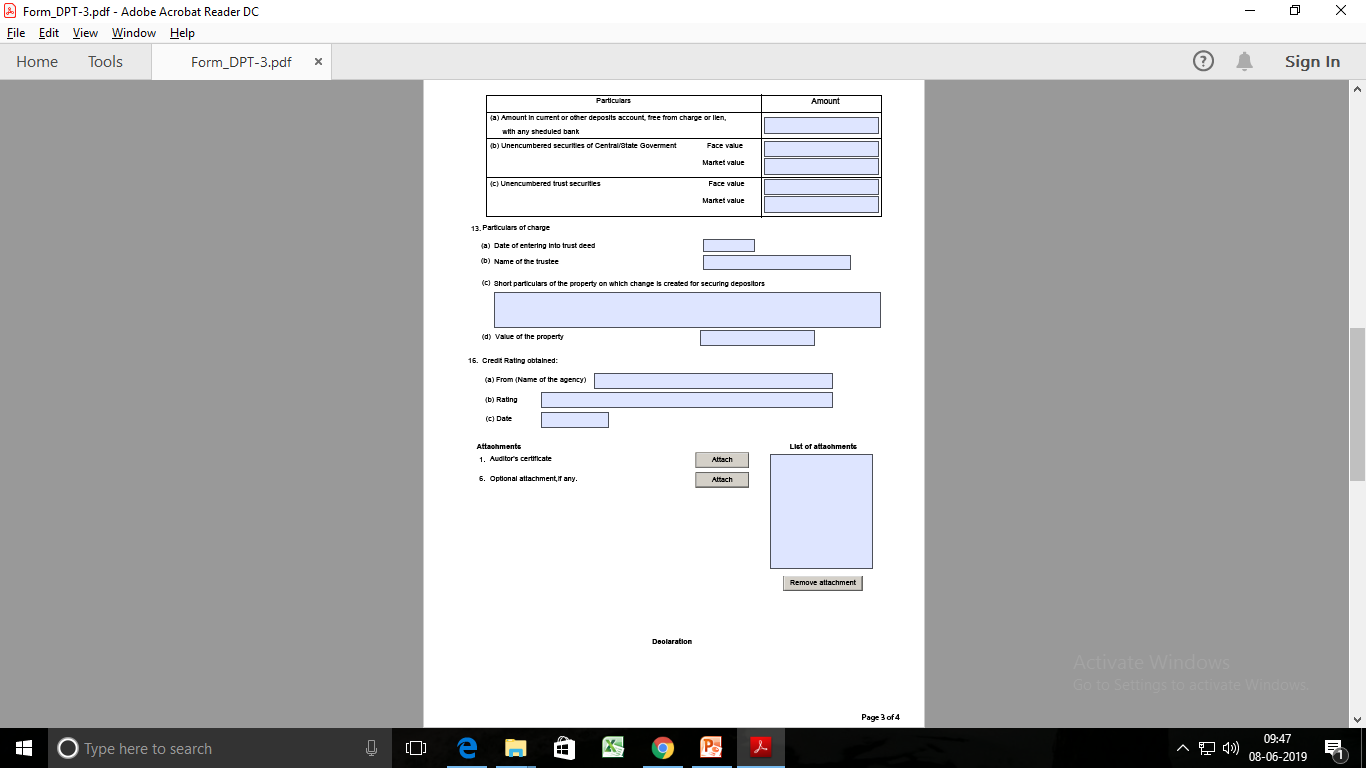 Form_DPT-3.pdf - Adobe Acrobat Reader DC
File Edit View Window Help
Home Tools Form_DPT-3.pdf × ? Sign In
Particulars Amount
(a) Amount in current or other deposits account, free from charge or lien,
with any sheduled bank
(b) Unencumbered securities of Central/State Goverment Face value
Market value
(c) Unencumbered trust securities Face value
Market value
13. Particulars of charge
(a) Date of entering into trust deed
(b) Name of the trustee
(c) Short particulars of the property on which change is created for securing depositors
(d) Value of the property
16. Credit Rating obtained:
(a) From (Name of the agency)
(b) Rating
(c) Date
Attachments List of attachments
1. Auditor's certificate Attach
6. Optional attachment,if any. Attach
Remove attachment
Declaration
Activate Windows
Go to Settings to activate Windows.
Page 3 of 4
Type here to search
09:47
08-06-2019
1